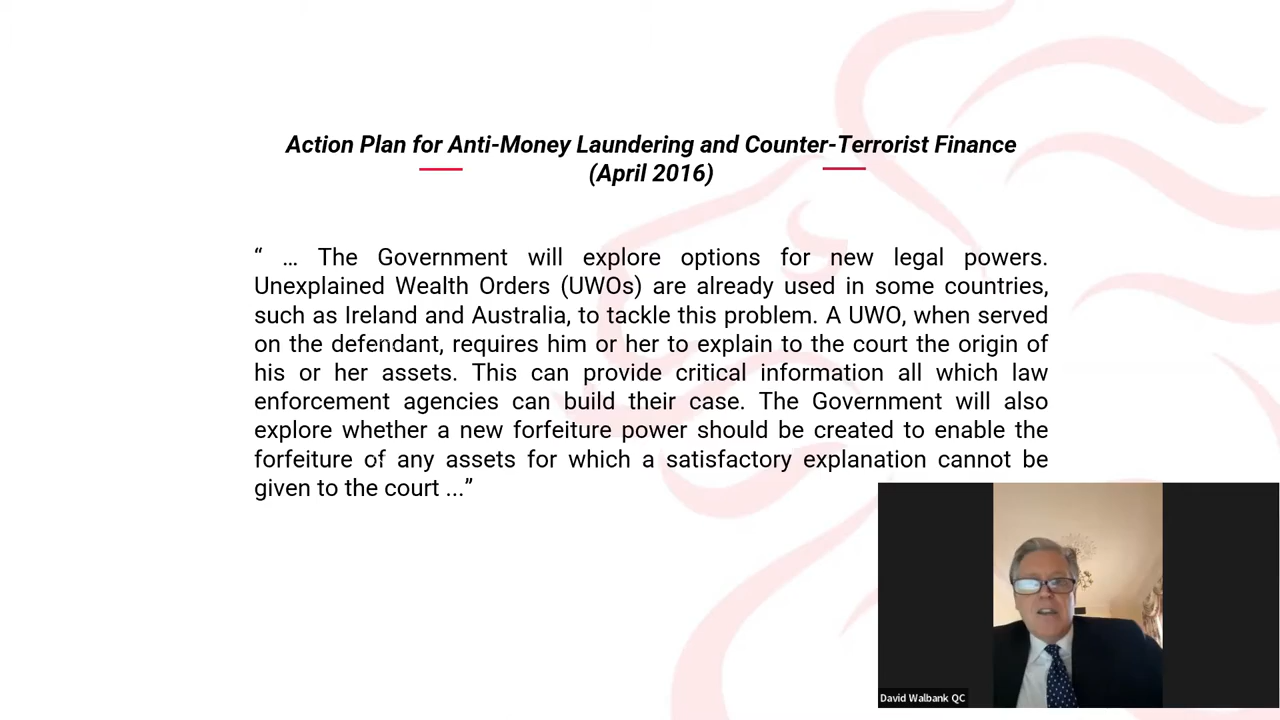 Action Plan for Anti-Money Laundering and Counter-Terrorist Finance
(April 2016)
“ … The Government will explore options for new legal powers.
Unexplained Wealth Orders (UWOs) are already used in some countries,
such as Ireland and Australia, to tackle this problem. A UWO, when served
on the defendant, requires him or her to explain to the court the origin of
his or her assets. This can provide critical information all which law
enforcement agencies can build their case. The Government will also
explore whether a new forfeiture power should be created to enable the
forfeiture of any assets for which a satisfactory explanation cannot be
given to the court ...”
David Walbank QC